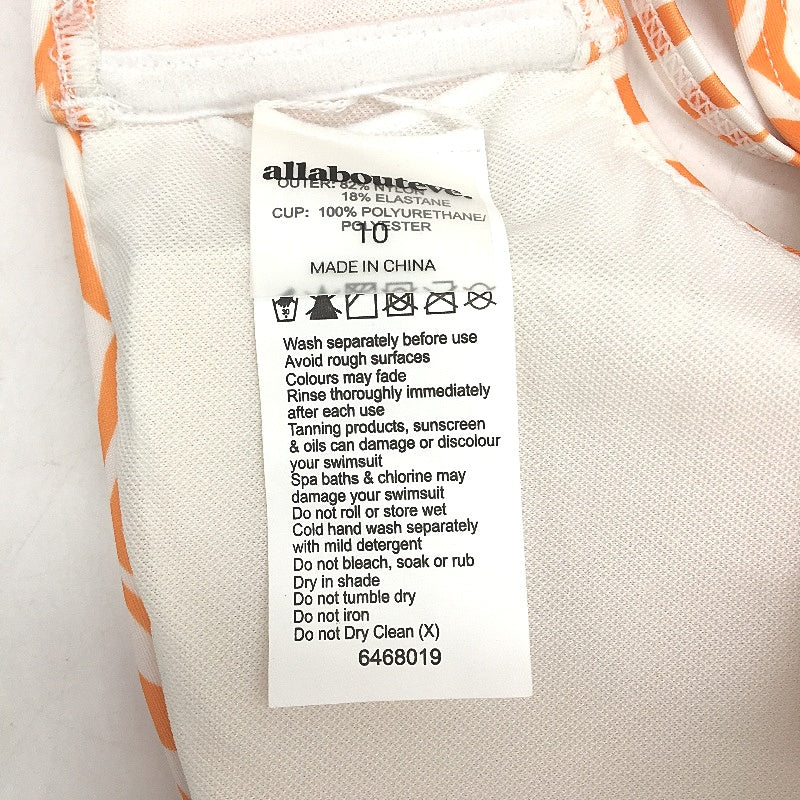 allabouteve.
OUTER: 82% NYLON
18% ELASTANE
CUP: 100% POLYURETHANE/
POLYESTER
10
MADE IN CHINA
30
Wash separately before use
Avoid rough surfaces
Colours may fade
Rinse thoroughly immediately
after each use
Tanning products, sunscreen
& oils can damage or discolour
your swimsuit
Spa baths & chlorine may
damage your swimsuit
Do not roll or store wet
Cold hand wash separately
with mild detergent
Do not bleach, soak or rub
Dry in shade
Do not tumble dry
Do not iron
Do not Dry Clean (X)
6468019